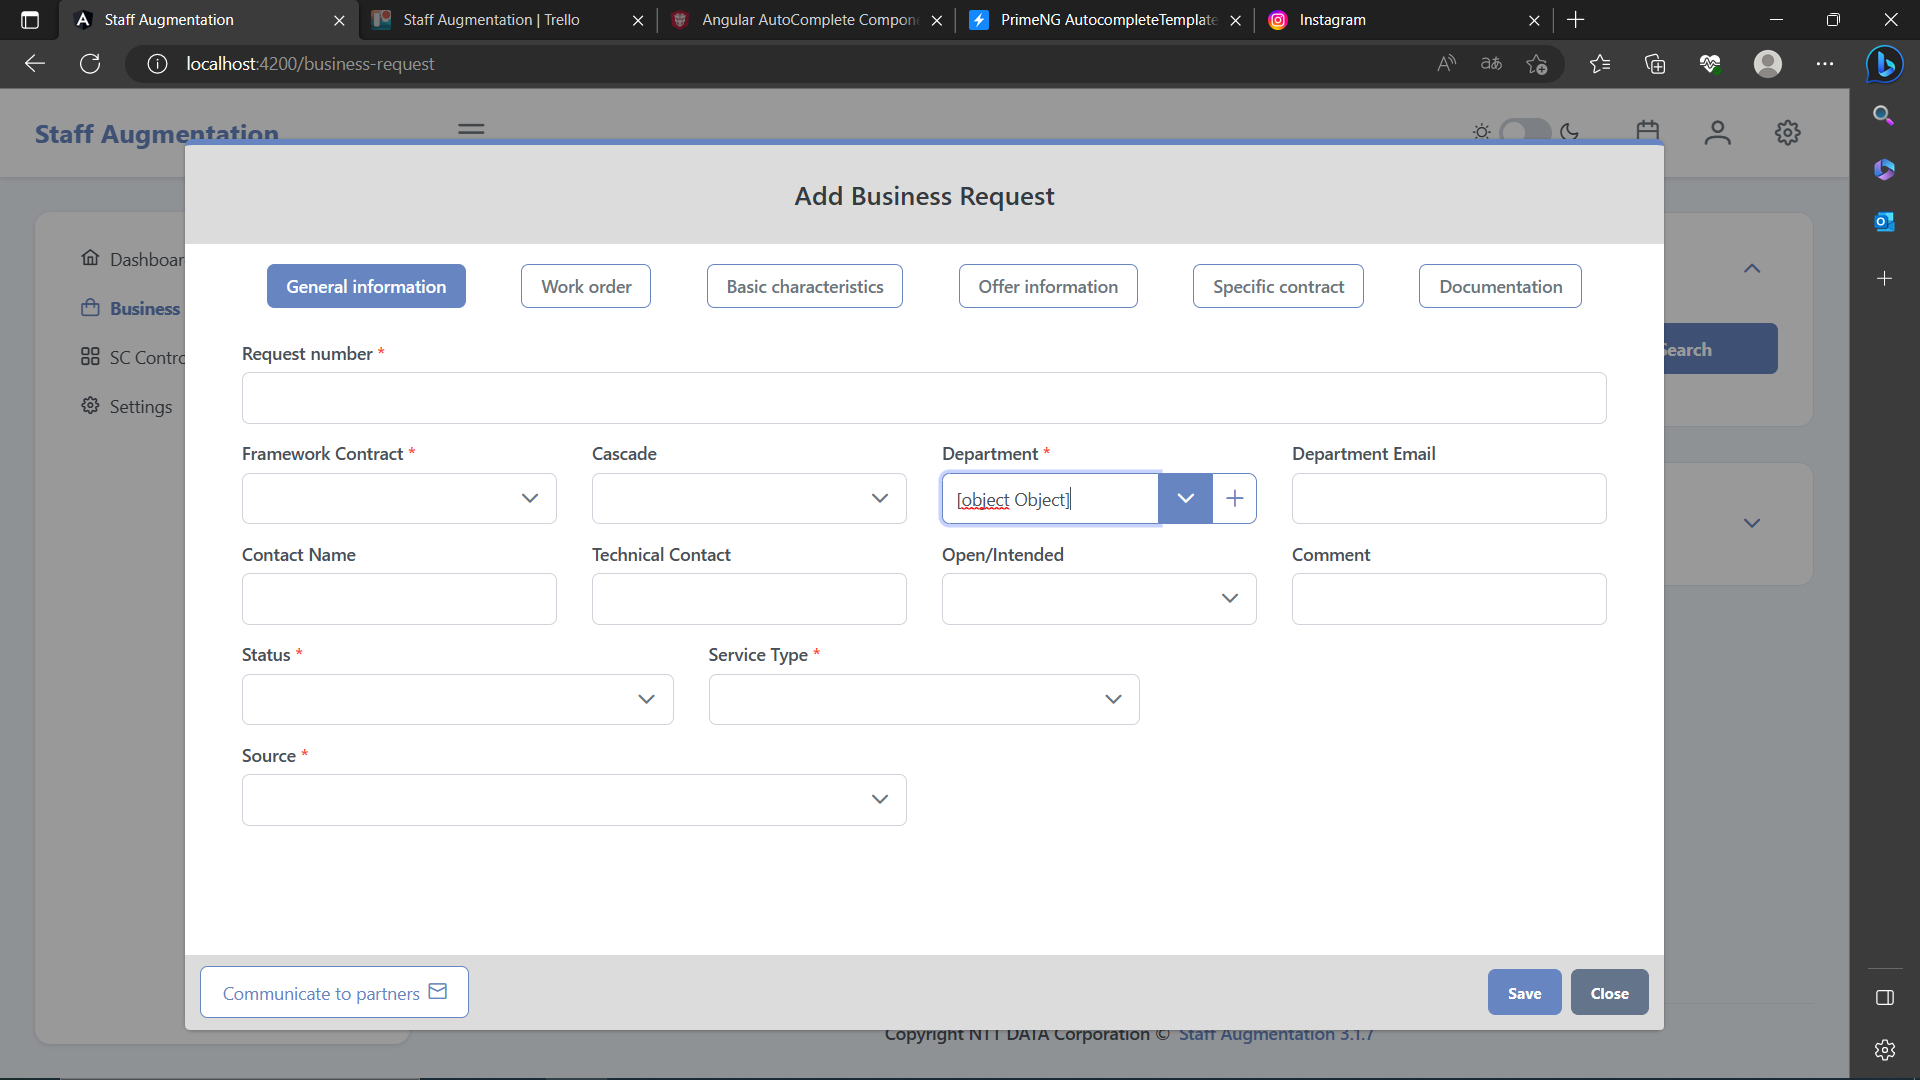 Staff Augmentation
Staff Augmentation | Trello
Angular AutoComplete Compon
PrimeNG AutocompleteTemplate
Instagram
localhost:4200/business-request
Staff Augmentation
Add Business Request
Dashboar
Business
SC Contro
Settings
General information
Work order
Basic characteristics
Offer information
Specific contract
Documentation
Search
Request number *
Framework Contract *
Cascade
Department *
Department Email
[object Object]
Contact Name
Technical Contact
Open/Intended
Comment
Status *
Service Type *
Source *
Communicate to partners
Save
Close
Copyright NTT DATA Corporation © Staff Augmentation 3.1.7